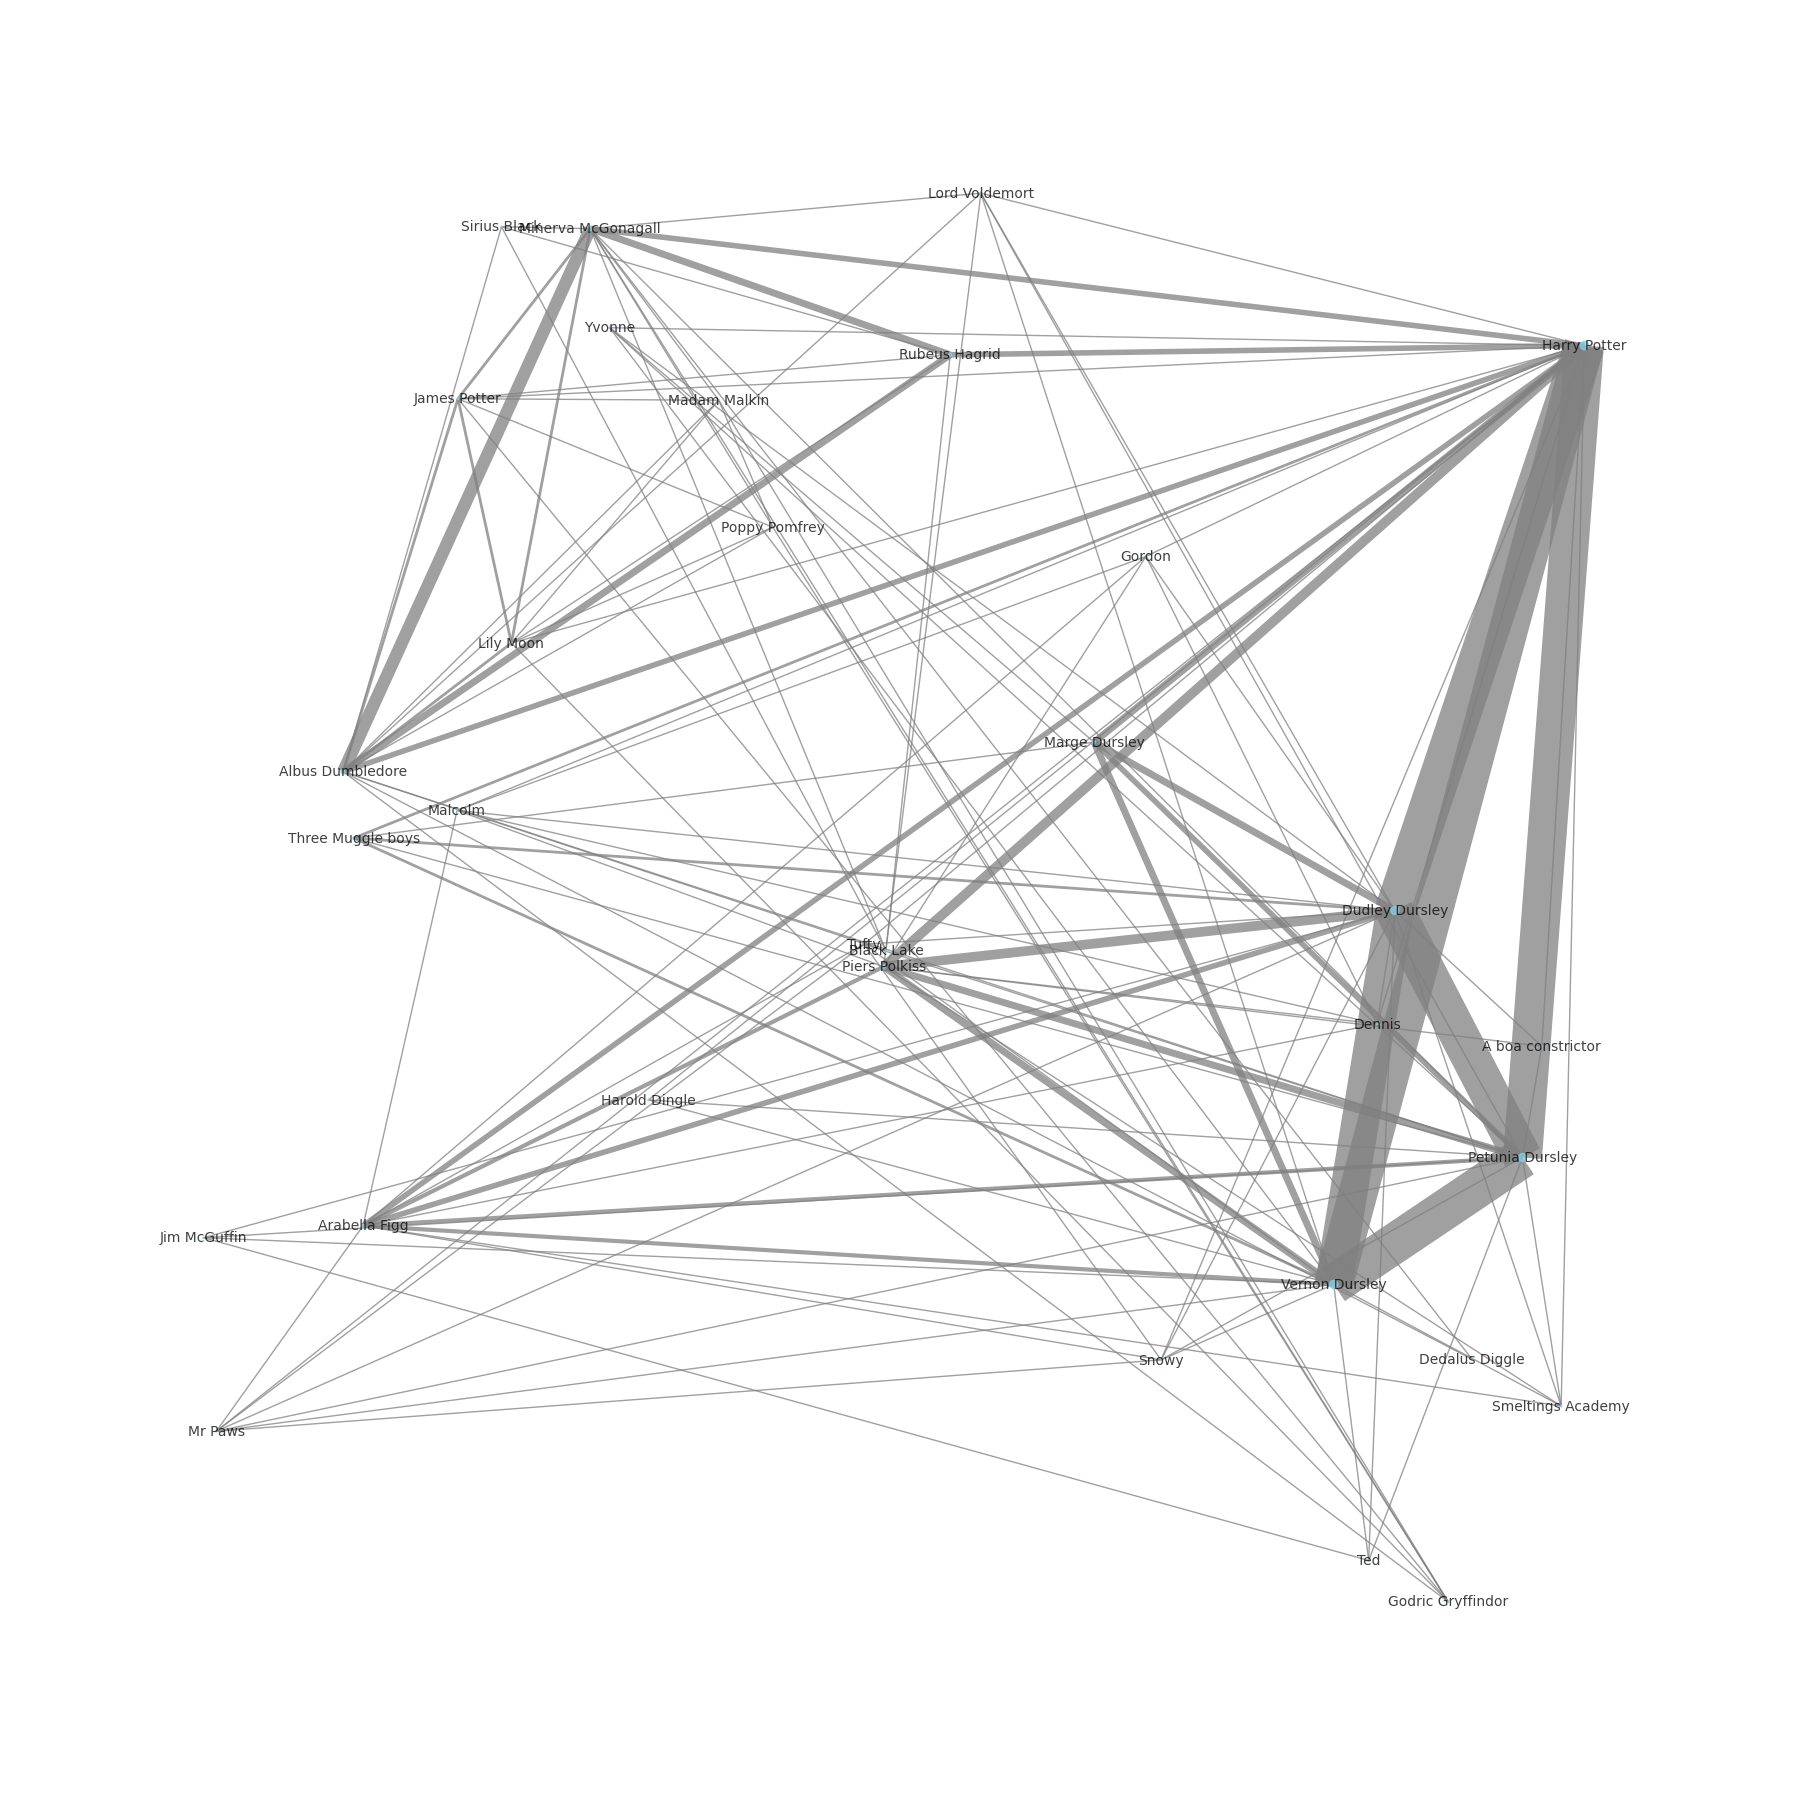 Lord Voldemort
Sirius Black
Minerva McGonagall
Yvonne
Harry Potter
Rubeus Hagrid
James Potter
Madam Malkin
Poppy Pomfrey
Gordon
Lily Moon
Marge Dursley
Albus Dumbledore
Malcolm
Three Muggle boys
Dudley Dursley
Tufty
Black Lake
Piers Polkiss
Dennis
A boa constrictor
Harold Dingle
Petunia Dursley
Arabella Figg
Jim McGuffin
Vernon Dursley
Snowy
Dedalus Diggle
Smeltings Academy
Mr Paws
Ted
Godric Gryffindor